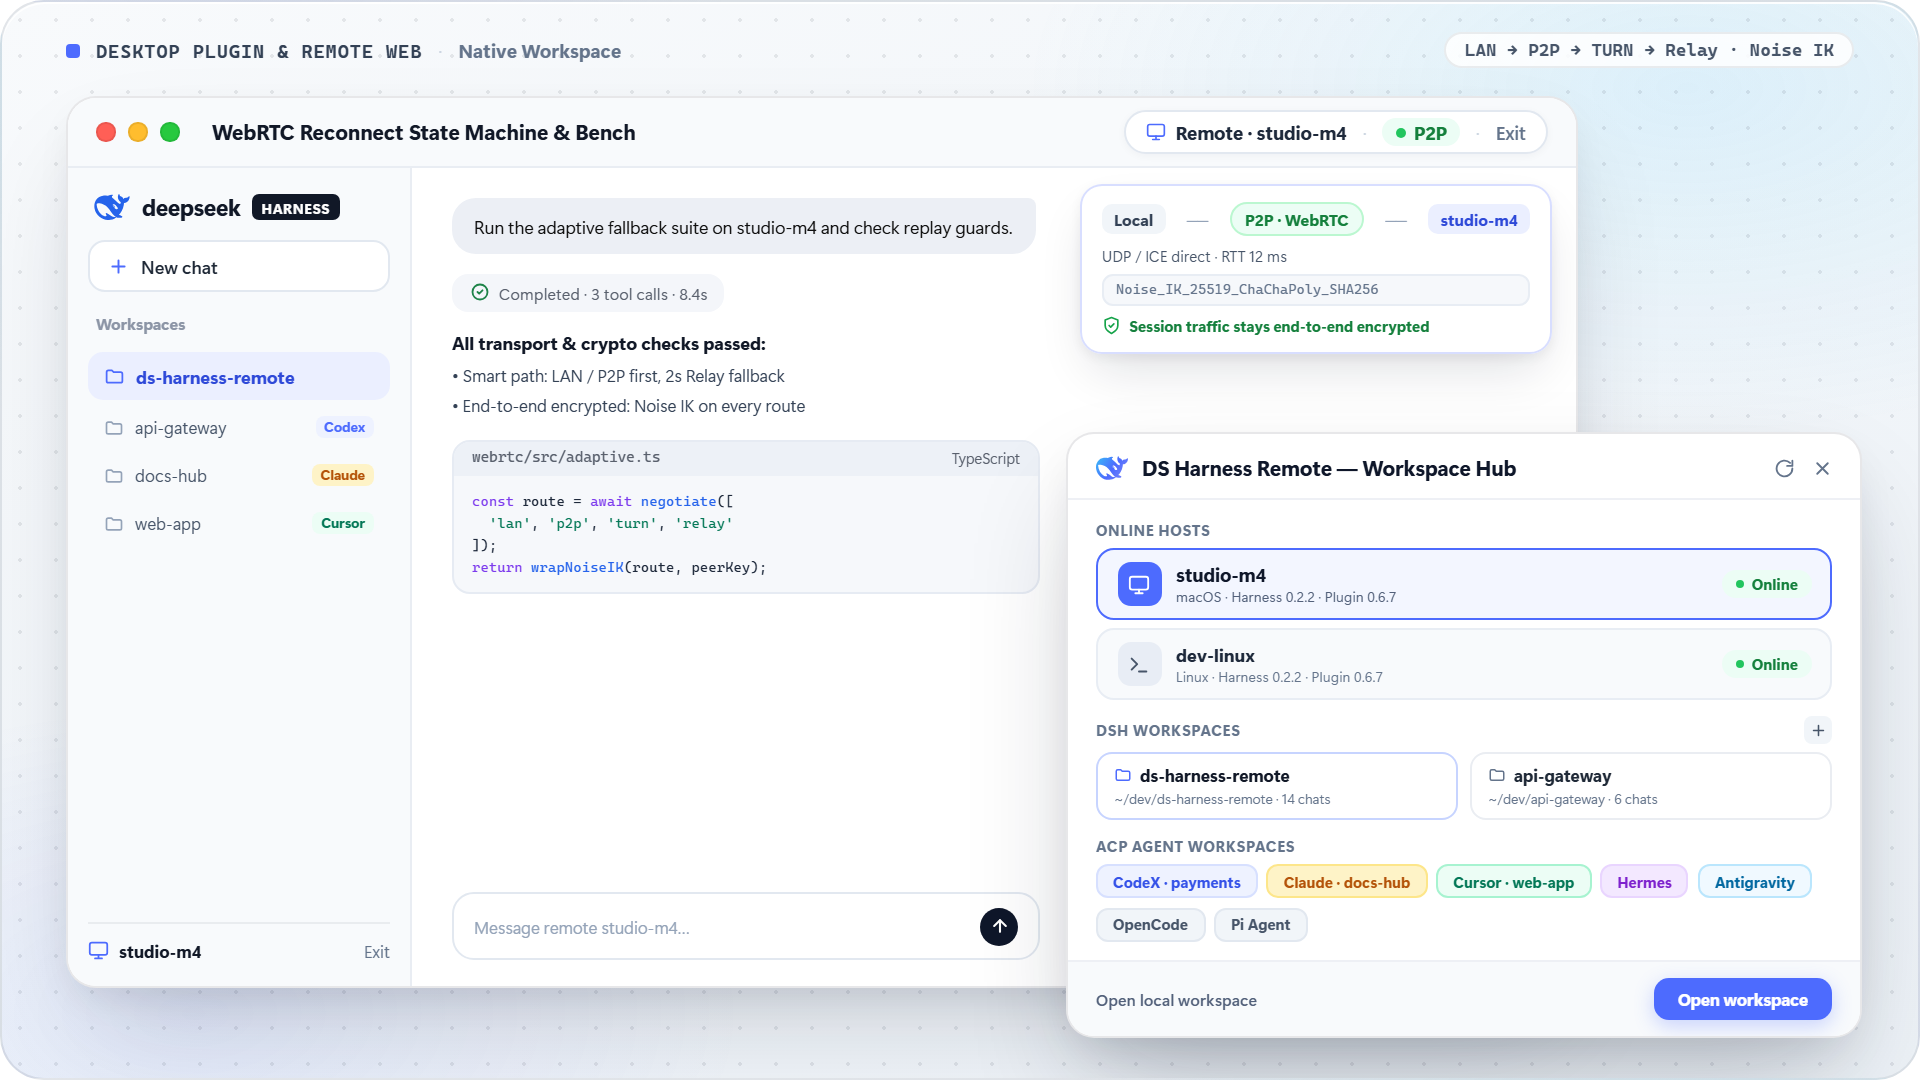 DESKTOP PLUGIN & REMOTE WEB · Native Workspace
LAN → P2P → TURN → Relay · Noise IK
WebRTC Reconnect State Machine & Bench
Remote · studio-m4 · P2P · Exit
deepseek HARNESS
New chat
Workspaces
ds-harness-remote
api-gateway Codex
docs-hub Claude
web-app Cursor
studio-m4 Exit
Run the adaptive fallback suite on studio-m4 and check replay guards.
Completed · 3 tool calls · 8.4s
All transport & crypto checks passed:
• Smart path: LAN / P2P first, 2s Relay fallback
• End-to-end encrypted: Noise IK on every route
webrtc/src/adaptive.ts TypeScript
const route = await negotiate([
'lan', 'p2p', 'turn', 'relay'
]);
return wrapNoiseIK(route, peerKey);
Message remote studio-m4...
Local — P2P · WebRTC — studio-m4
UDP / ICE direct · RTT 12 ms
Noise_IK_25519_ChaChaPoly_SHA256
Session traffic stays end-to-end encrypted
DS Harness Remote — Workspace Hub
ONLINE HOSTS
studio-m4
macOS · Harness 0.2.2 · Plugin 0.6.7
Online
dev-linux
Linux · Harness 0.2.2 · Plugin 0.6.7
Online
DSH WORKSPACES
ds-harness-remote
~/dev/ds-harness-remote · 14 chats
api-gateway
~/dev/api-gateway · 6 chats
ACP AGENT WORKSPACES
CodeX · payments Claude · docs-hub Cursor · web-app Hermes Antigravity
OpenCode Pi Agent
Open local workspace Open workspace